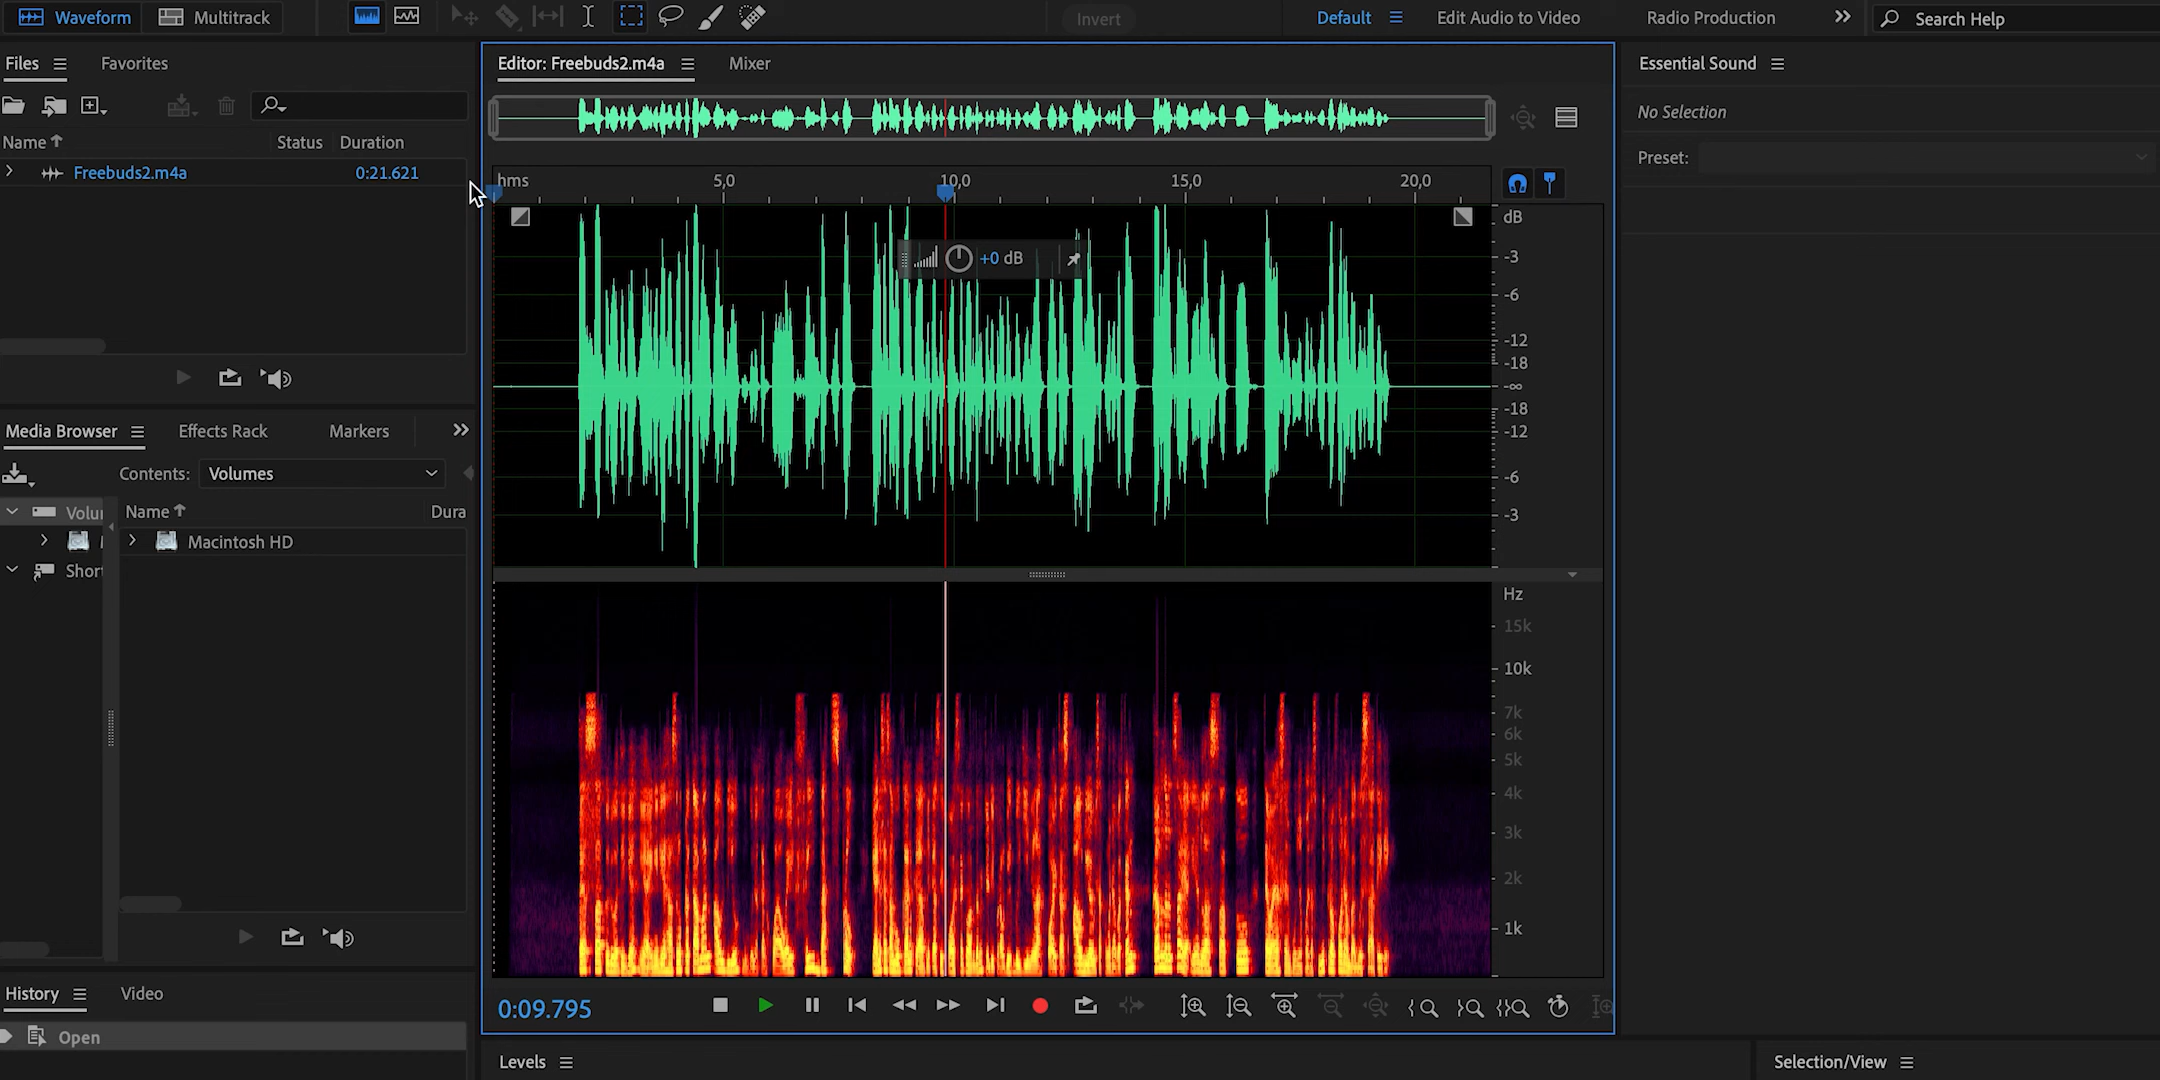 Waveform Multitrack Invert Default Edit Audio to Video Radio Production Search Help
Files Favorites
Editor: Freebuds2.m4a Mixer
Essential Sound
No Selection
Name Status Duration
Preset:
Freebuds2.m4a 0:21.621
hms 5,0 10,0 15,0 20,0
dB
+0 dB
-3
-6
-12
-18
-∞
-18
-12
-6
-3
Media Browser Effects Rack Markers
Contents: Volumes
Volu Name Dura
Macintosh HD
Short
Hz
15k
10k
7k
6k
5k
4k
3k
2k
1k
History Video
0:09.795
Open
Levels
Selection/View